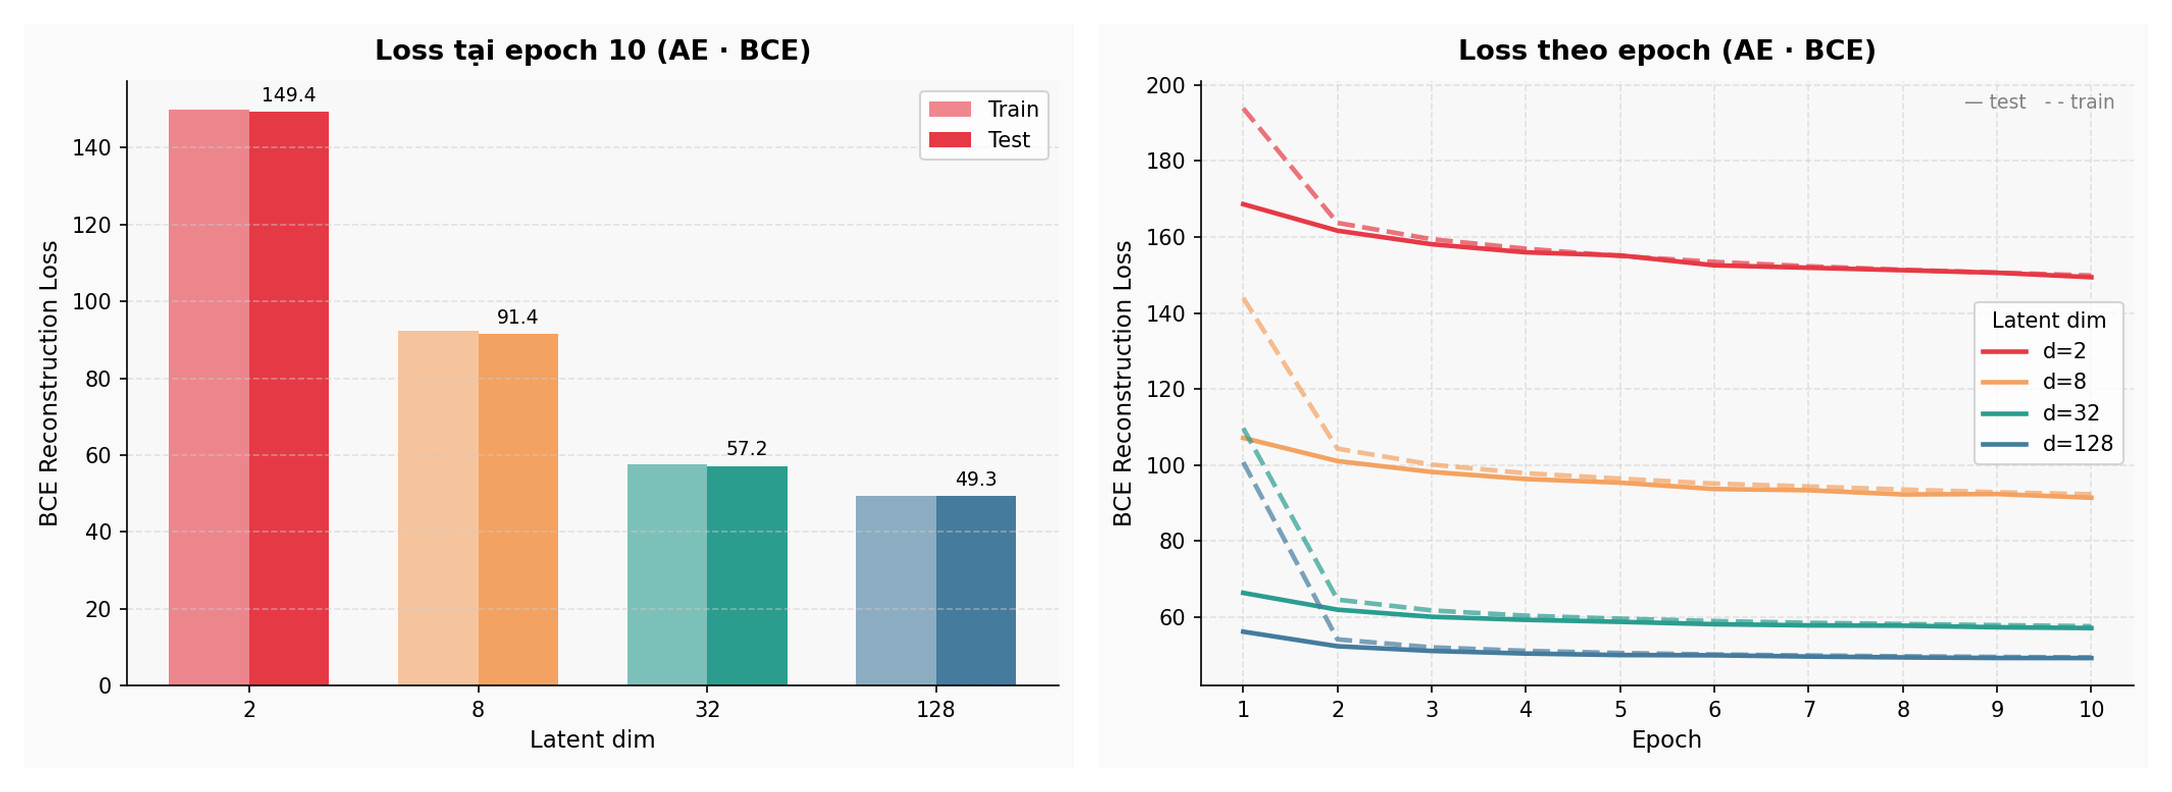 Loss tại epoch 10 (AE · BCE)
149.4
91.4
57.2
49.3
Train
Test
140
120
100
80
60
40
20
0
BCE Reconstruction Loss
2 8 32 128
Latent dim
Loss theo epoch (AE · BCE)
— test - - train
200
180
160
140
120
100
80
60
BCE Reconstruction Loss
Latent dim
d=2
d=8
d=32
d=128
1 2 3 4 5 6 7 8 9 10
Epoch